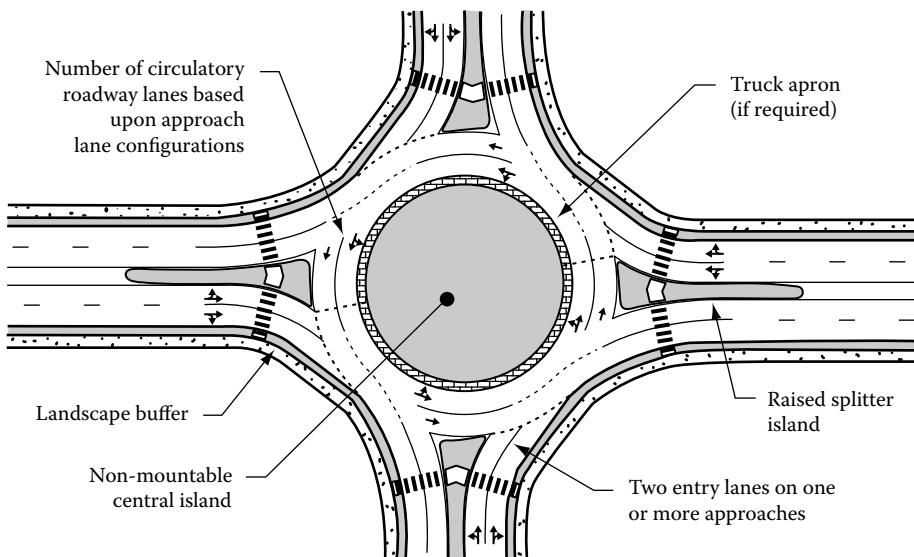 Number of circulatory
roadway lanes based
upon approach
lane configurations
Truck apron
(if required)
Landscape buffer
Raised splitter
island
Non-mountable
central island
Two entry lanes on one
or more approaches